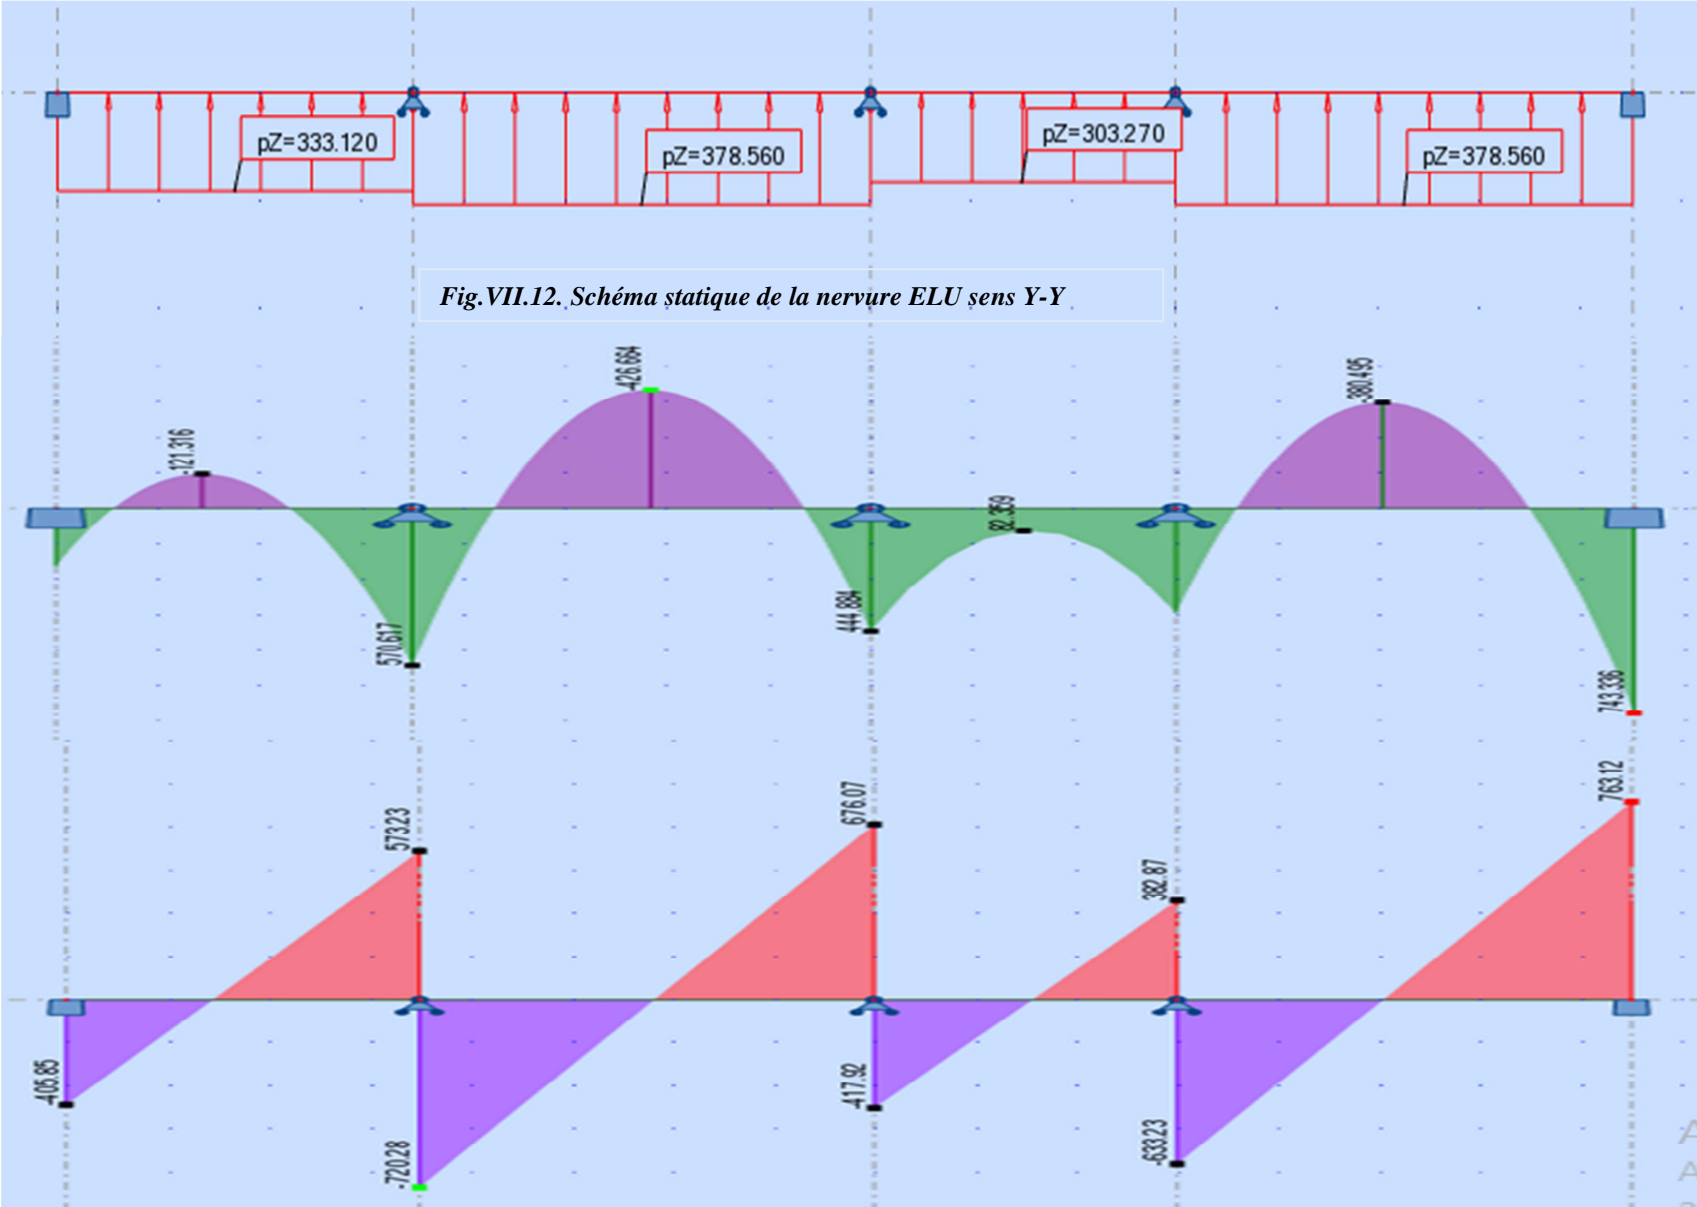 pZ=333.120
pZ=378.560
pZ=303.270
pZ=378.560
Fig.VII.12. Schéma statique de la nervure ELU sens Y-Y
-121.316
-426.664
-380.495
82.359
570.617
444.884
743.336
573.23
676.07
382.87
763.12
-405.85
-720.28
-417.92
-633.23
A
A